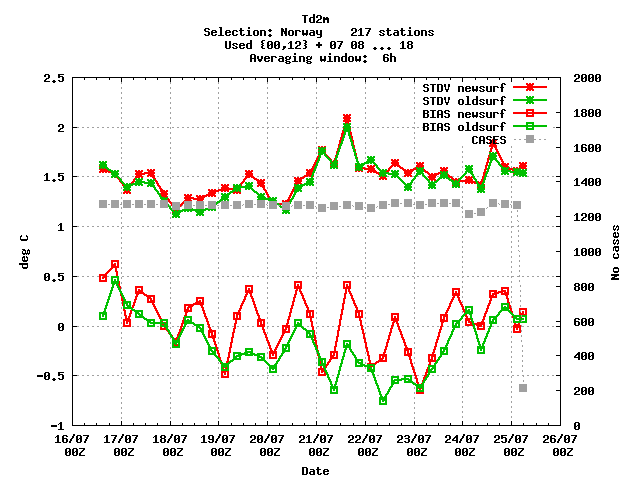 Td2m
Selection: Norway    217 stations
Used {00,12} + 07 08 ... 18
Averaging window:  6h
2.5
2
1.5
1
0.5
0
-0.5
-1
deg C
2000
1800
1600
1400
1200
1000
800
600
400
200
0
No cases
STDV newsurf
STDV oldsurf
BIAS newsurf
BIAS oldsurf
CASES
16/07 17/07 18/07 19/07 20/07 21/07 22/07 23/07 24/07 25/07 26/07
00Z 00Z 00Z 00Z 00Z 00Z 00Z 00Z 00Z 00Z 00Z
Date